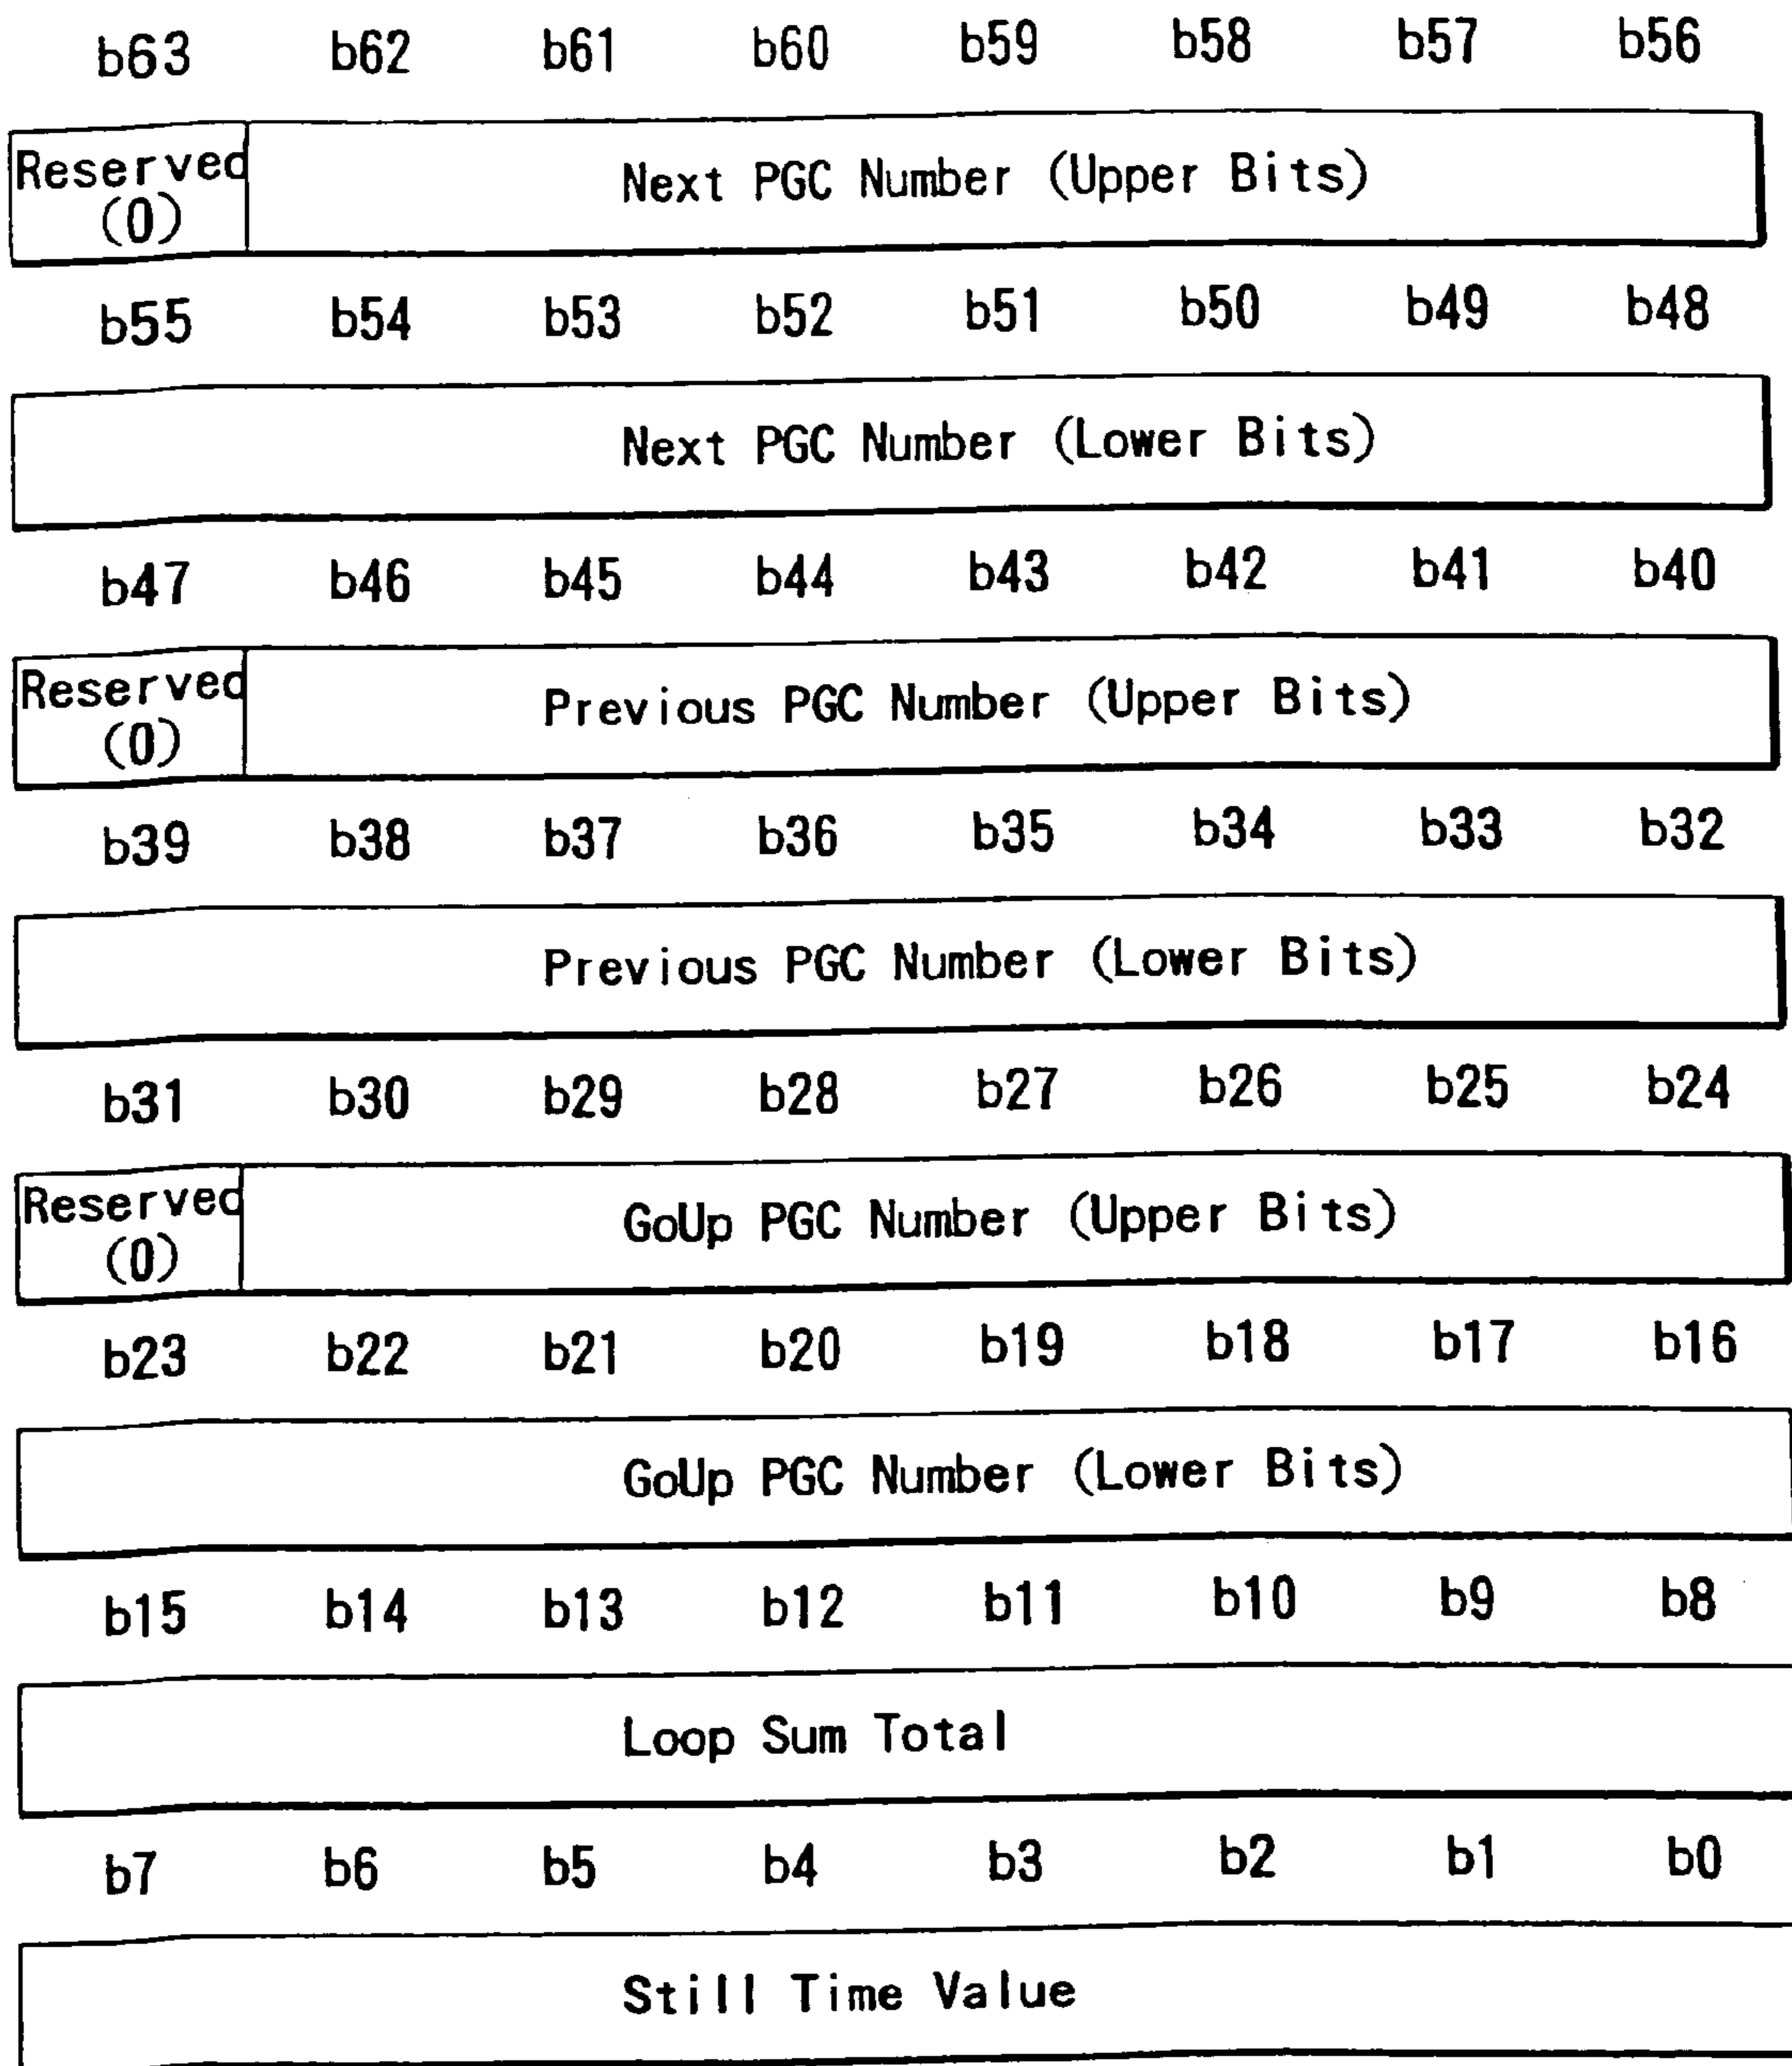 b63 b62 b61 b60 b59 b58 b57 b56
Reserved
(0)
Next PGC Number (Upper Bits)
b55 b54 b53 b52 b51 b50 b49 b48
Next PGC Number (Lower Bits)
b47 b46 b45 b44 b43 b42 b41 b40
Reserved
(0)
Previous PGC Number (Upper Bits)
b39 b38 b37 b36 b35 b34 b33 b32
Previous PGC Number (Lower Bits)
b31 b30 b29 b28 b27 b26 b25 b24
Reserved
(0)
GoUp PGC Number (Upper Bits)
b23 b22 b21 b20 b19 b18 b17 b16
GoUp PGC Number (Lower Bits)
b15 b14 b13 b12 b11 b10 b9 b8
Loop Sum Total
b7 b6 b5 b4 b3 b2 b1 b0
Still Time Value